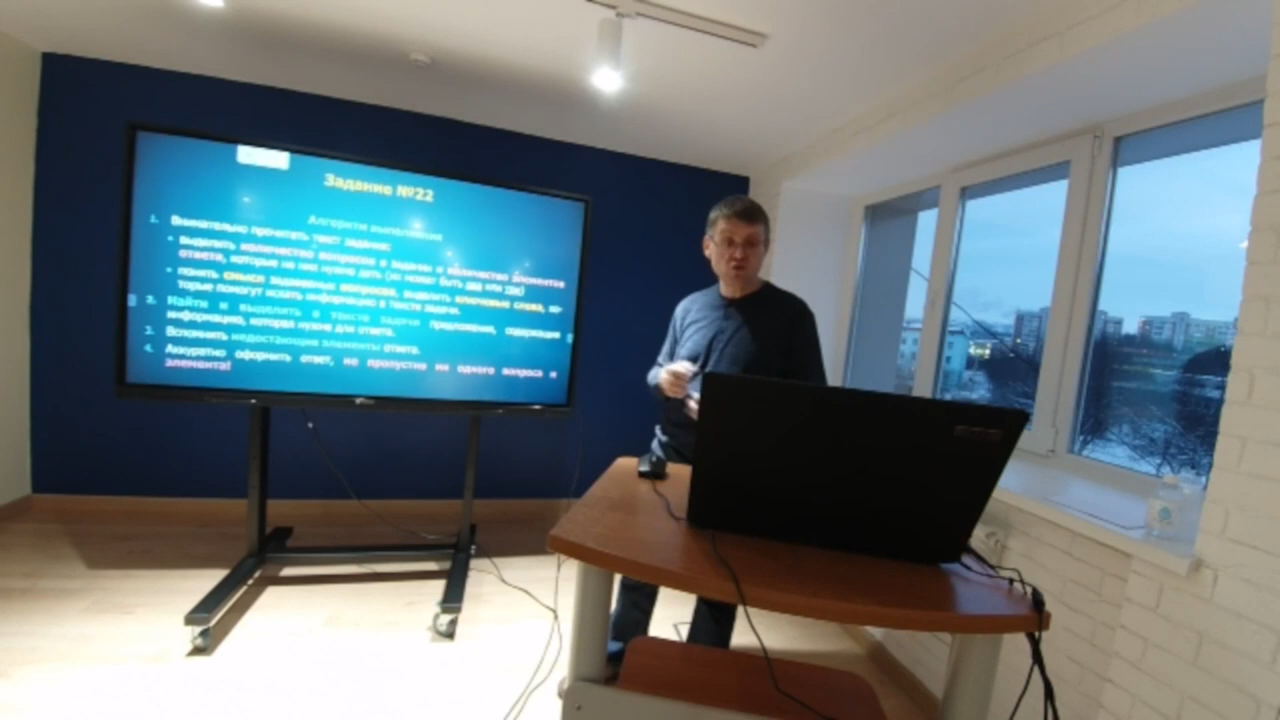 Задание №22
Алгоритм выполнения
1. Внимательно прочитать текст задания:
- выделить количество вопросов в задании и количество элементов
ответа, которые на них нужно дать (их может быть два или три)
- понять смысл задаваемых вопросов, выделить ключевые слова, ко-
торые помогут искать информацию в тексте задачи.
2. Найти и выделить в тексте задачи предложения, содержащие
информацию, которая нужна для ответа.
3. Вспомнить недостающие элементы ответа.
4. Аккуратно оформить ответ, не пропустив ни одного вопроса и
элемента!